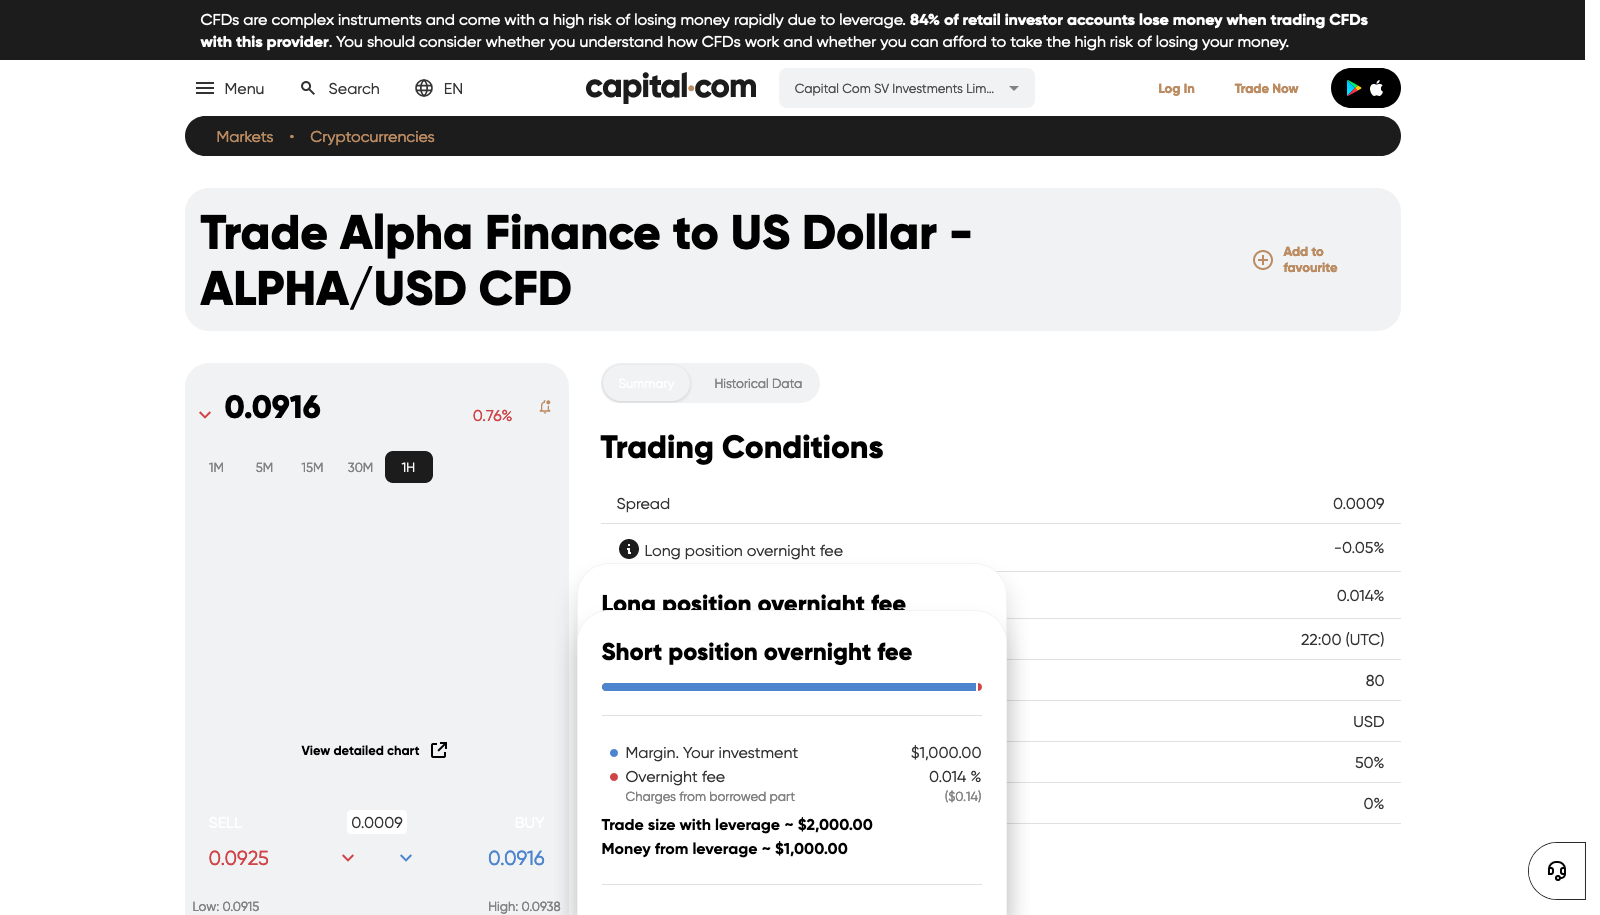 CFDs are complex instruments and come with a high risk of losing money rapidly due to leverage. 84% of retail investor accounts lose money when trading CFDs
with this provider. You should consider whether you understand how CFDs work and whether you can afford to take the high risk of losing your money.
Menu Search EN capital.com Capital Com SV Investments Lim... Log In Trade Now
Markets • Cryptocurrencies
Trade Alpha Finance to US Dollar -
ALPHA/USD CFD
Add to
favourite
0.0916 0.76%
1M 5M 15M 30M 1H
View detailed chart
SELL 0.0009 BUY
0.0925 0.0916
Low: 0.0915 High: 0.0938
Summary Historical Data
Trading Conditions
Spread 0.0009
Long position overnight fee -0.05%
0.014%
22:00 (UTC)
80
USD
50%
0%
Long position overnight fee
Short position overnight fee
Margin. Your investment $1,000.00
Overnight fee 0.014 %
Charges from borrowed part ($0.14)
Trade size with leverage ~ $2,000.00
Money from leverage ~ $1,000.00